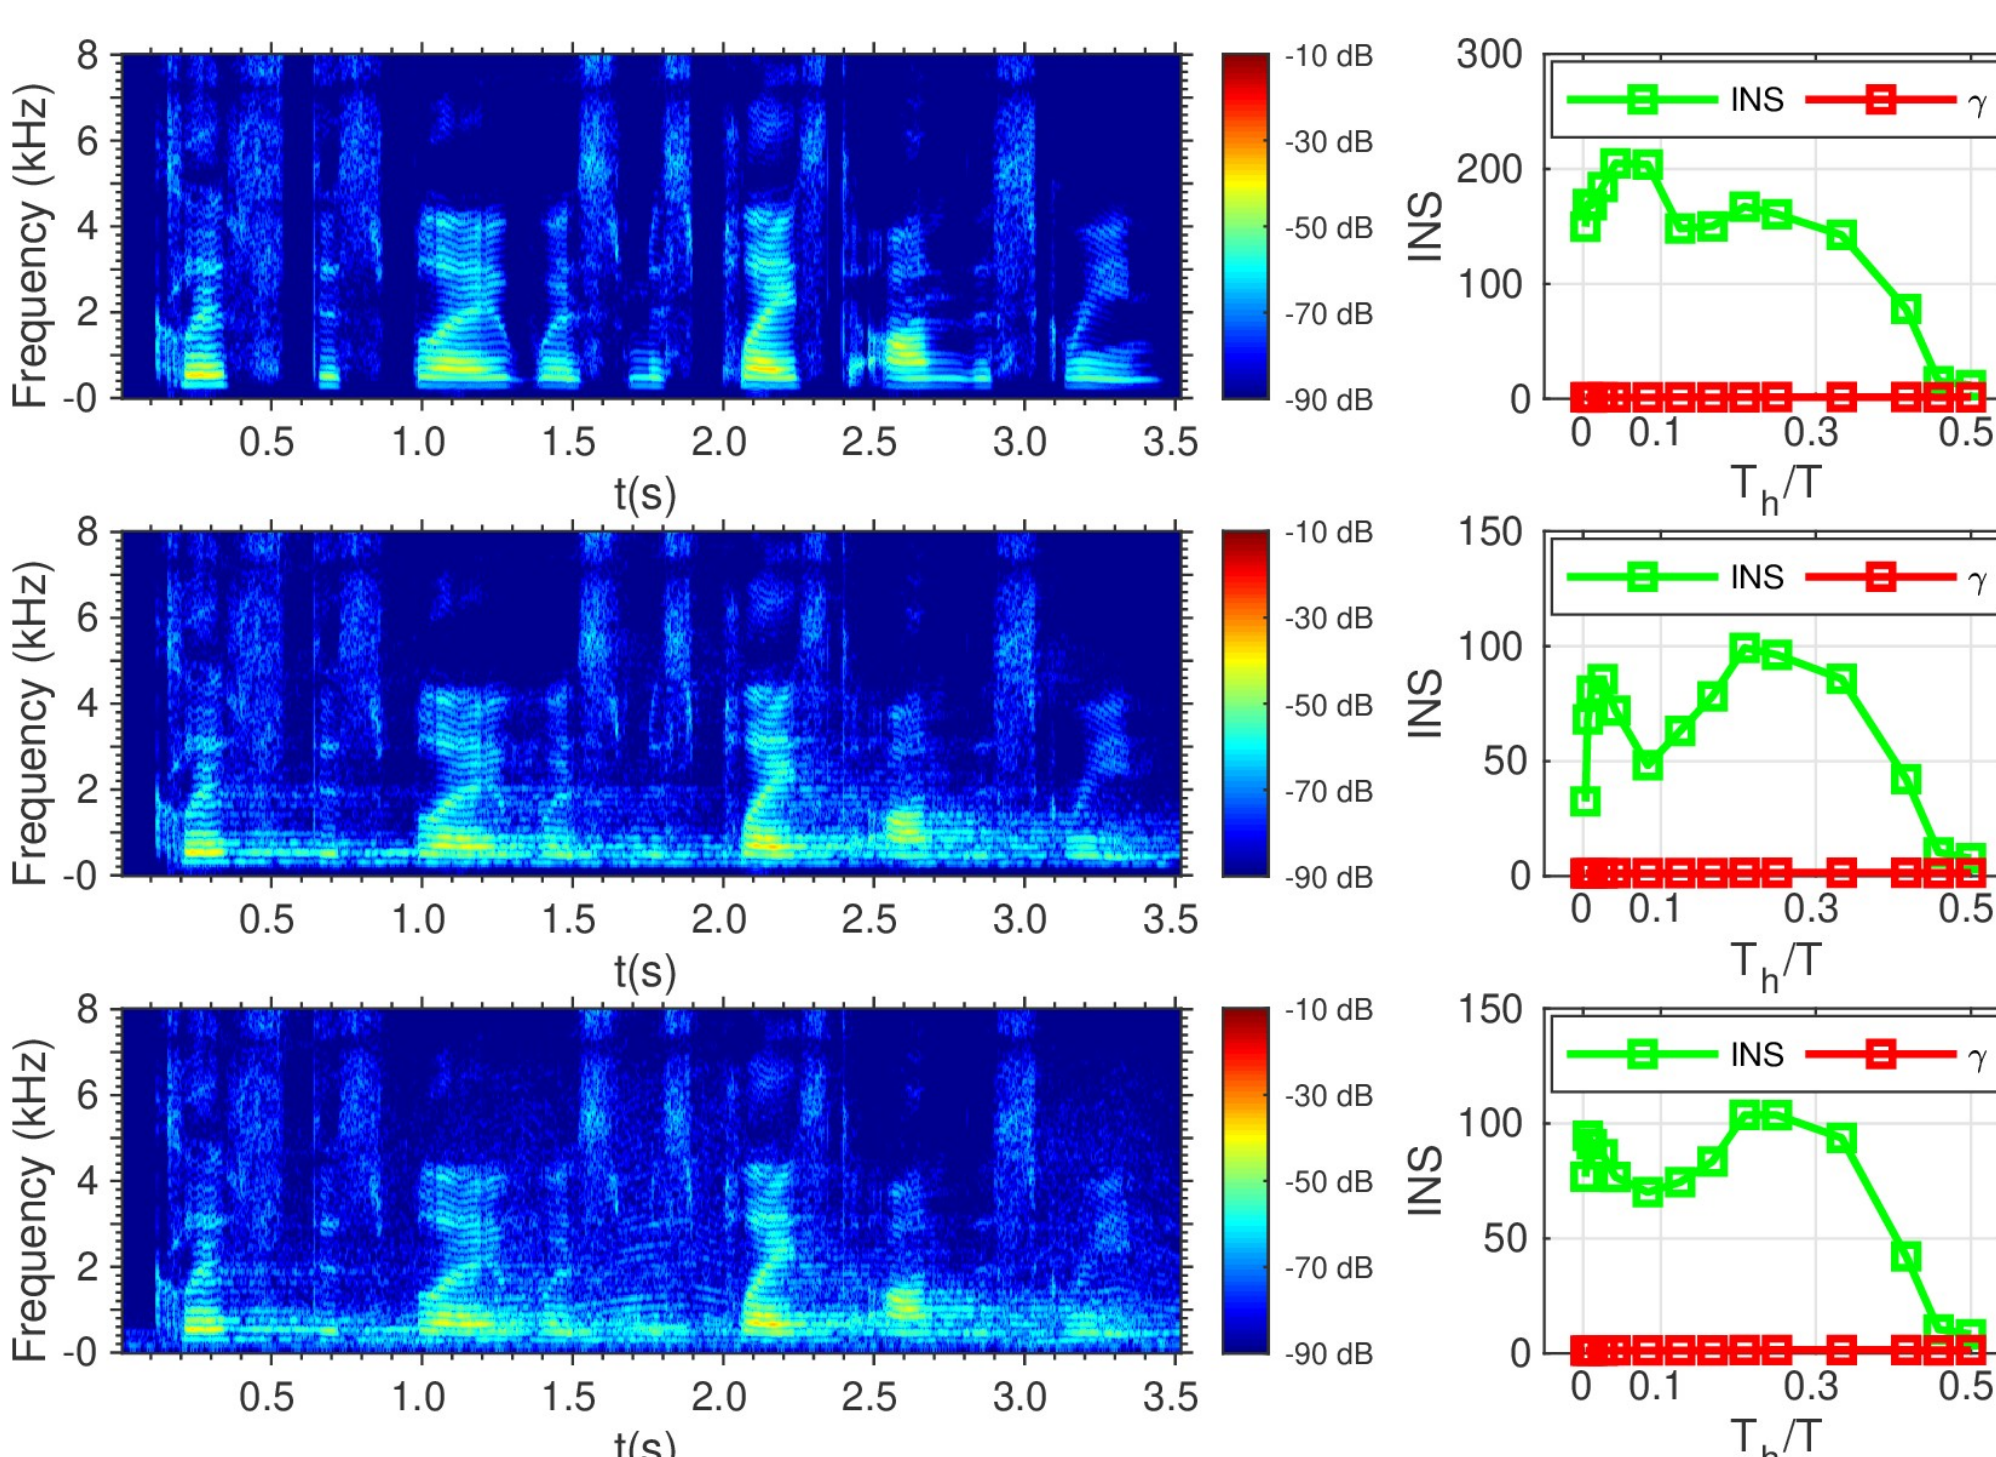 8
6
4
2
-0
Frequency (kHz)
0.5 1.0 1.5 2.0 2.5 3.0 3.5
t(s)
-10 dB
-30 dB
-50 dB
-70 dB
-90 dB
300
200
100
0
INS
INS γ
0 0.1 0.3 0.5
Th/T
8
6
4
2
-0
Frequency (kHz)
0.5 1.0 1.5 2.0 2.5 3.0 3.5
t(s)
-10 dB
-30 dB
-50 dB
-70 dB
-90 dB
150
100
50
0
INS
INS γ
0 0.1 0.3 0.5
Th/T
8
6
4
2
-0
Frequency (kHz)
0.5 1.0 1.5 2.0 2.5 3.0 3.5
t(s)
-10 dB
-30 dB
-50 dB
-70 dB
-90 dB
150
100
50
0
INS
INS γ
0 0.1 0.3 0.5
Th/T